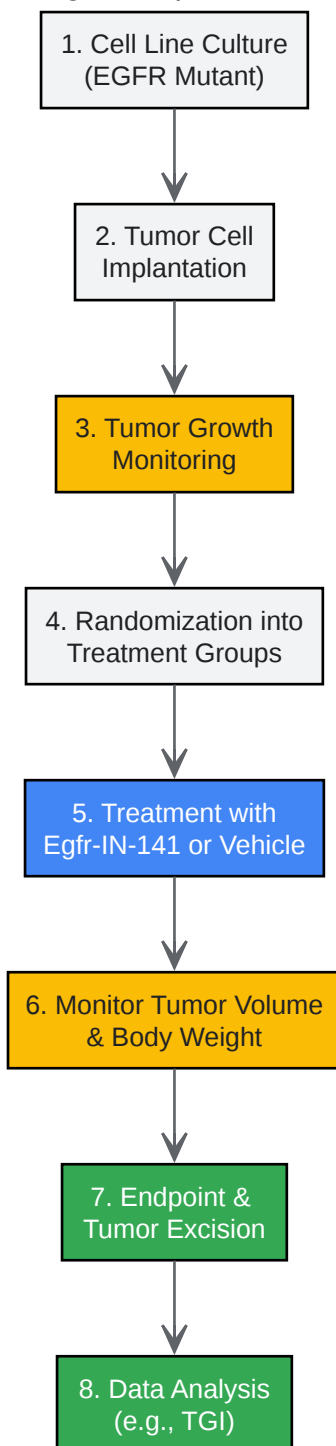 1. Cell Line Culture
(EGFR Mutant)
2. Tumor Cell
Implantation
3. Tumor Growth
Monitoring
4. Randomization into
Treatment Groups
5. Treatment with
Egfr-IN-141 or Vehicle
6. Monitor Tumor Volume
& Body Weight
7. Endpoint &
Tumor Excision
8. Data Analysis
(e.g., TGI)